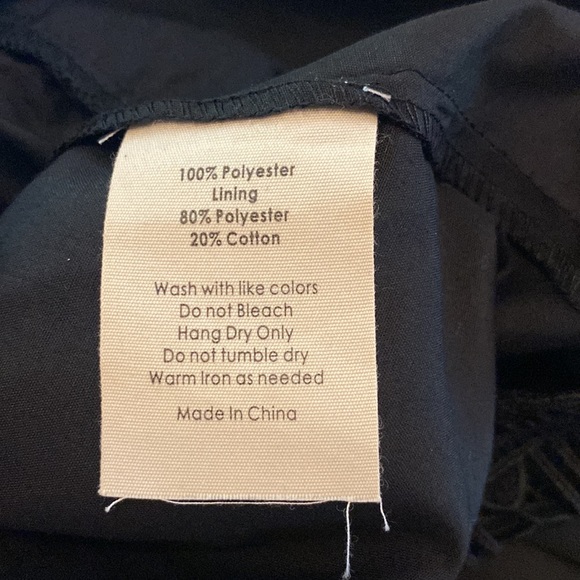 100% Polyester
Lining
80% Polyester
20% Cotton
Wash with like colors
Do not Bleach
Hang Dry Only
Do not tumble dry
Warm Iron as needed
Made In China